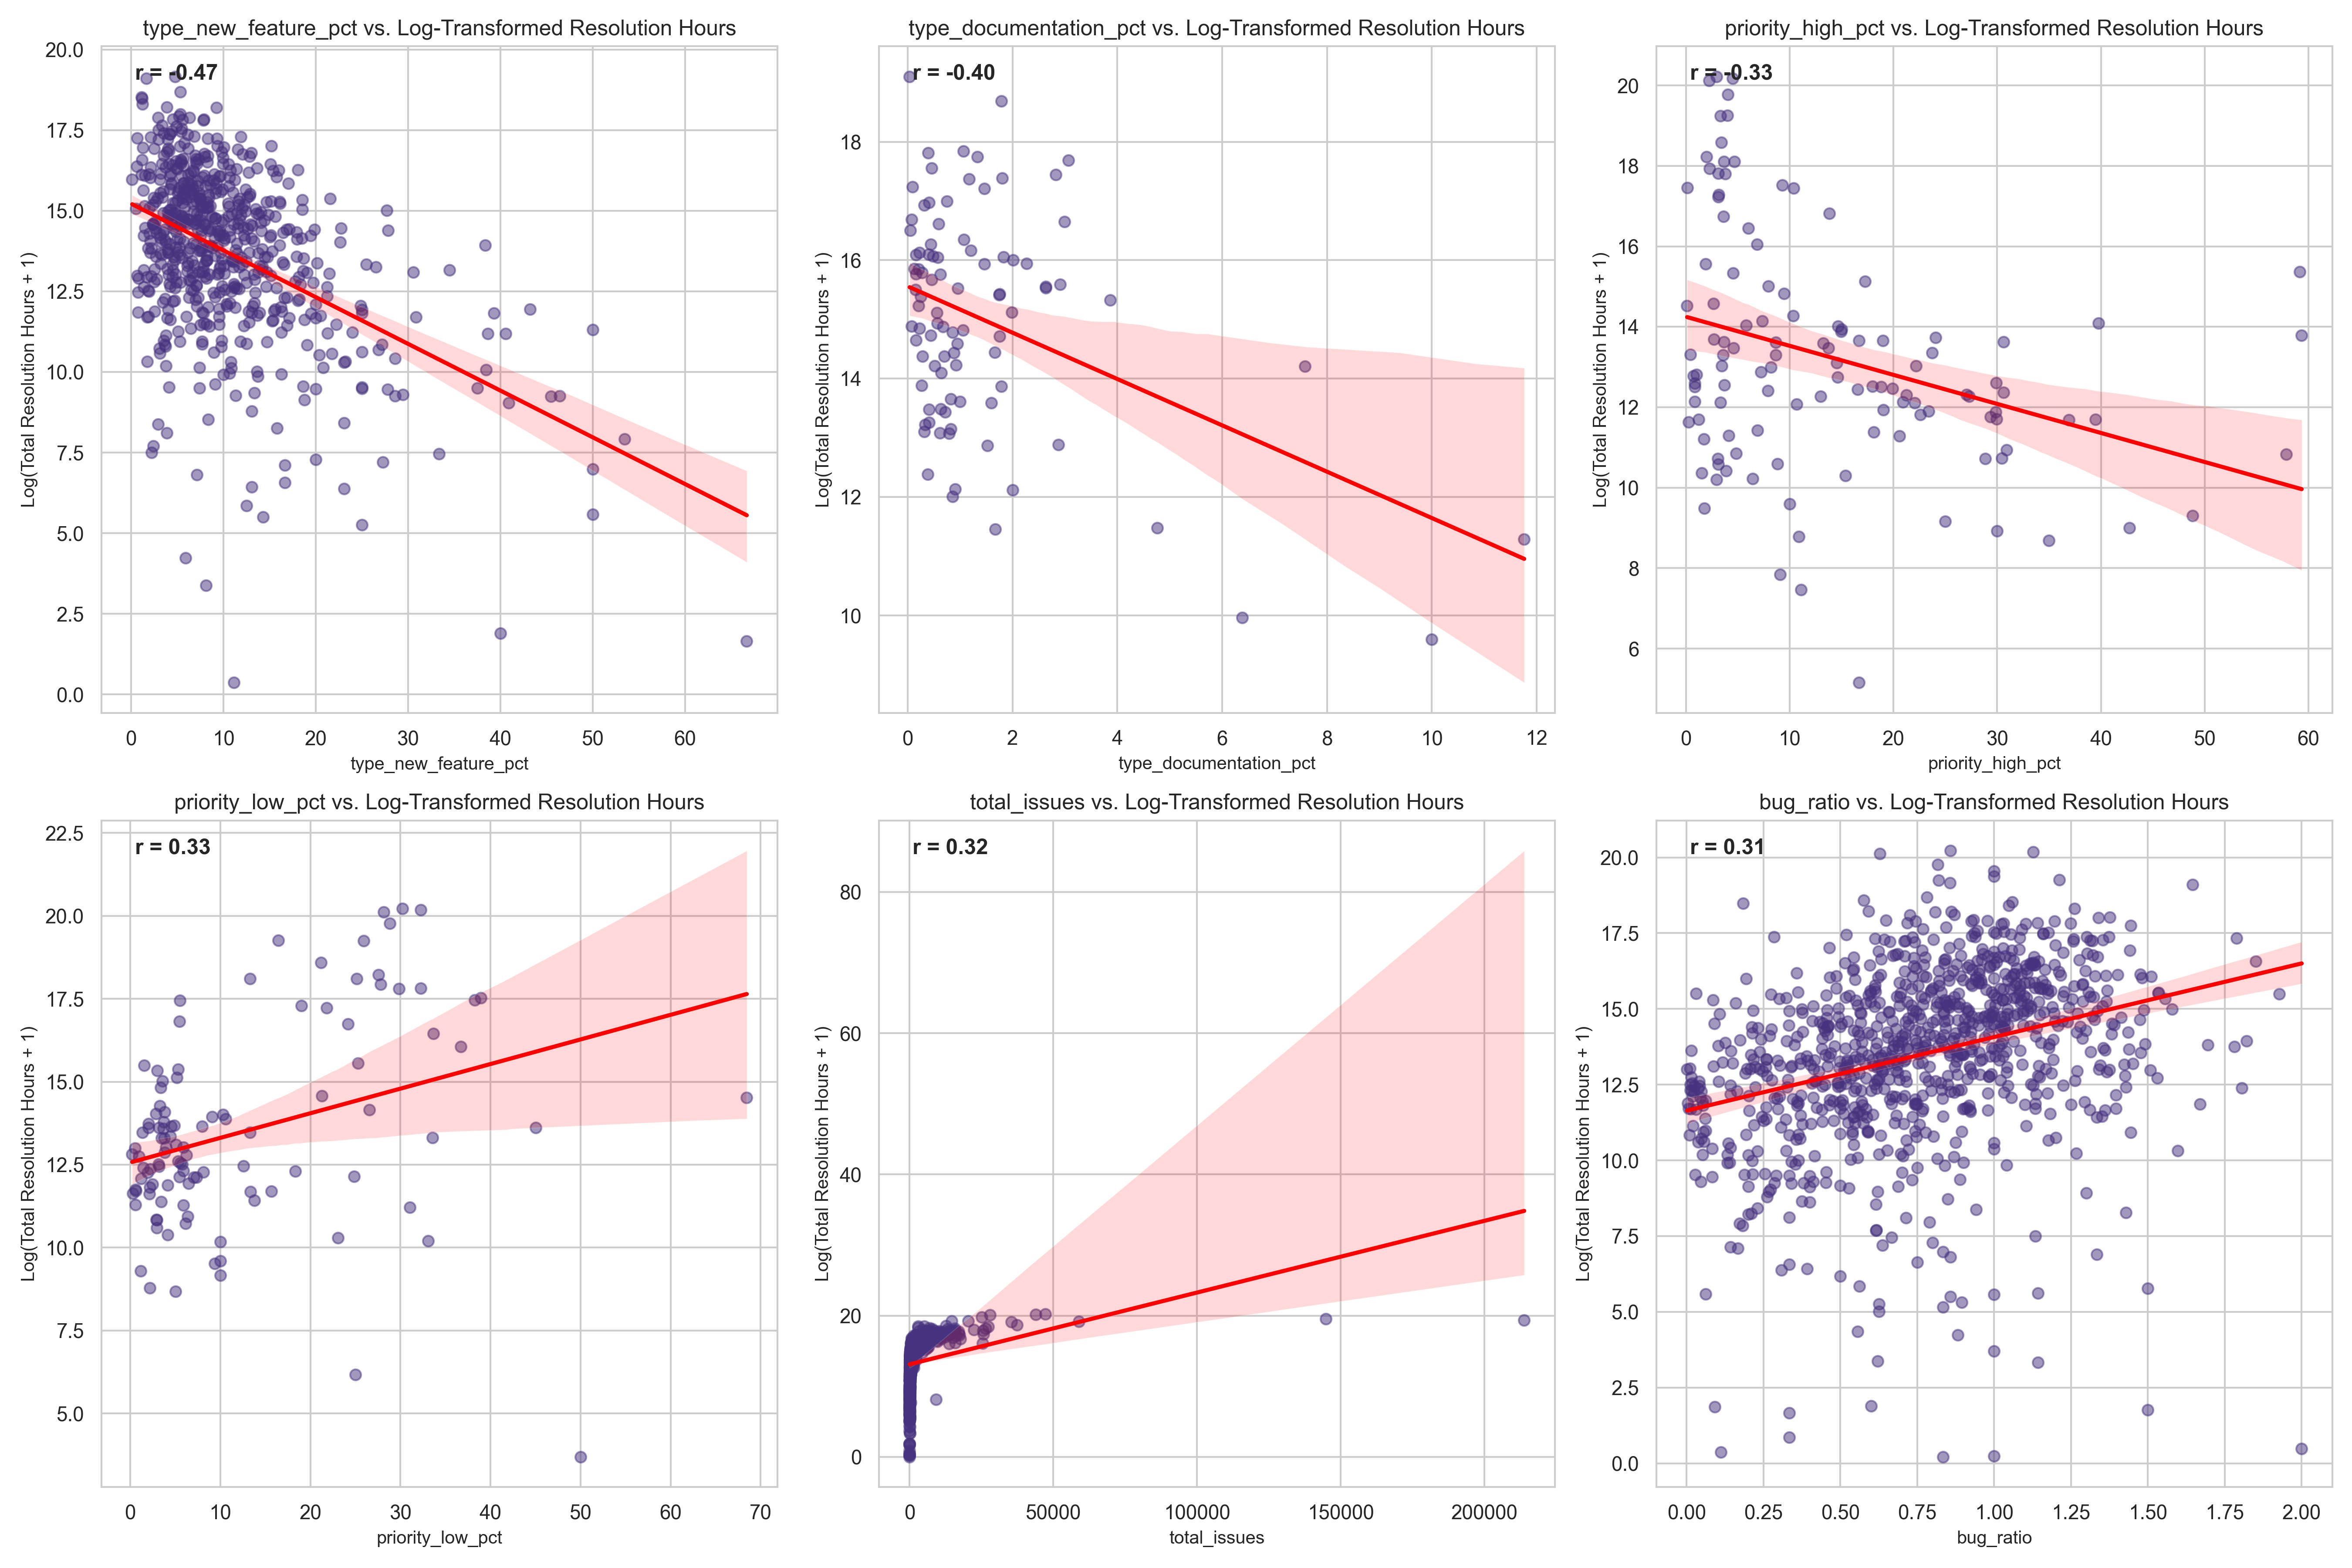 type_new_feature_pct vs. Log-Transformed Resolution Hours
r = -0.47
Log(Total Resolution Hours + 1)
20.0
17.5
15.0
12.5
10.0
7.5
5.0
2.5
0.0
0 10 20 30 40 50 60
type_new_feature_pct
type_documentation_pct vs. Log-Transformed Resolution Hours
r = -0.40
Log(Total Resolution Hours + 1)
18
16
14
12
10
0 2 4 6 8 10 12
type_documentation_pct
priority_high_pct vs. Log-Transformed Resolution Hours
r = -0.33
Log(Total Resolution Hours + 1)
20
18
16
14
12
10
8
6
0 10 20 30 40 50 60
priority_high_pct
priority_low_pct vs. Log-Transformed Resolution Hours
r = 0.33
Log(Total Resolution Hours + 1)
22.5
20.0
17.5
15.0
12.5
10.0
7.5
5.0
0 10 20 30 40 50 60 70
priority_low_pct
total_issues vs. Log-Transformed Resolution Hours
r = 0.32
Log(Total Resolution Hours + 1)
80
60
40
20
0
0 50000 100000 150000 200000
total_issues
bug_ratio vs. Log-Transformed Resolution Hours
r = 0.31
Log(Total Resolution Hours + 1)
20.0
17.5
15.0
12.5
10.0
7.5
5.0
2.5
0.0
0.00 0.25 0.50 0.75 1.00 1.25 1.50 1.75 2.00
bug_ratio